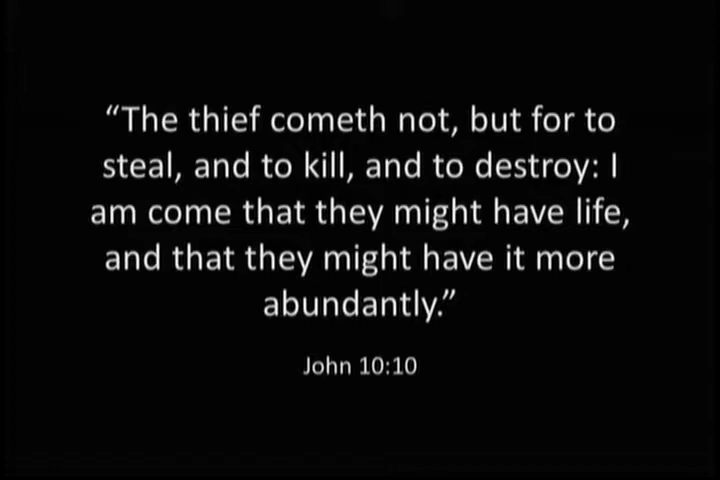 “The thief cometh not, but for to
steal, and to kill, and to destroy: I
am come that they might have life,
and that they might have it more
abundantly.”
John 10:10